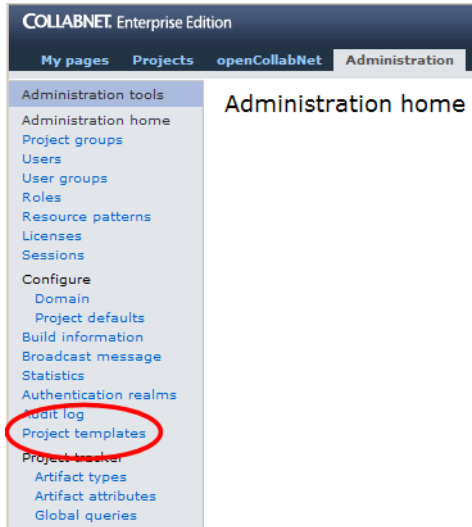 COLLABNET. Enterprise Edition
My pages Projects openCollabNet Administration
Administration tools
Administration home
Administration home
Project groups
Users
User groups
Roles
Resource patterns
Licenses
Sessions
Configure
Domain
Project defaults
Build information
Broadcast message
Statistics
Authentication realms
Audit log
Project templates
Project tracker
Artifact types
Artifact attributes
Global queries